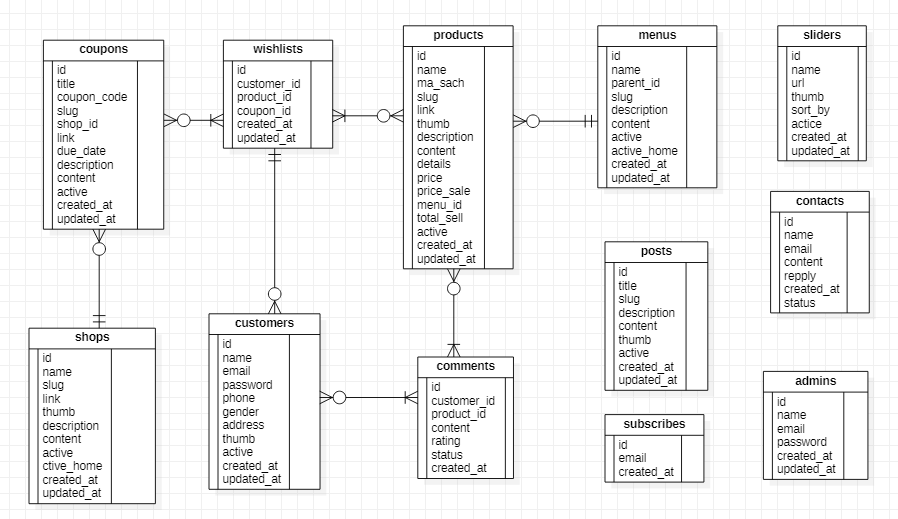 coupons
id
title
coupon_code
slug
shop_id
link
due_date
description
content
active
created_at
updated_at
wishlists
id
customer_id
product_id
coupon_id
created_at
updated_at
products
id
name
ma_sach
slug
link
thumb
description
content
details
price
price_sale
menu_id
total_sell
active
created_at
updated_at
menus
id
name
parent_id
slug
description
content
active
active_home
created_at
updated_at
sliders
id
name
url
thumb
sort_by
actice
created_at
updated_at
contacts
id
name
email
content
repply
created_at
status
posts
id
title
slug
description
content
thumb
active
created_at
updated_at
shops
id
name
slug
link
thumb
description
content
active
ctive_home
created_at
updated_at
customers
id
name
email
password
phone
gender
address
thumb
active
created_at
updated_at
comments
id
customer_id
product_id
content
rating
status
created_at
subscribes
id
email
created_at
admins
id
name
email
password
created_at
updated_at